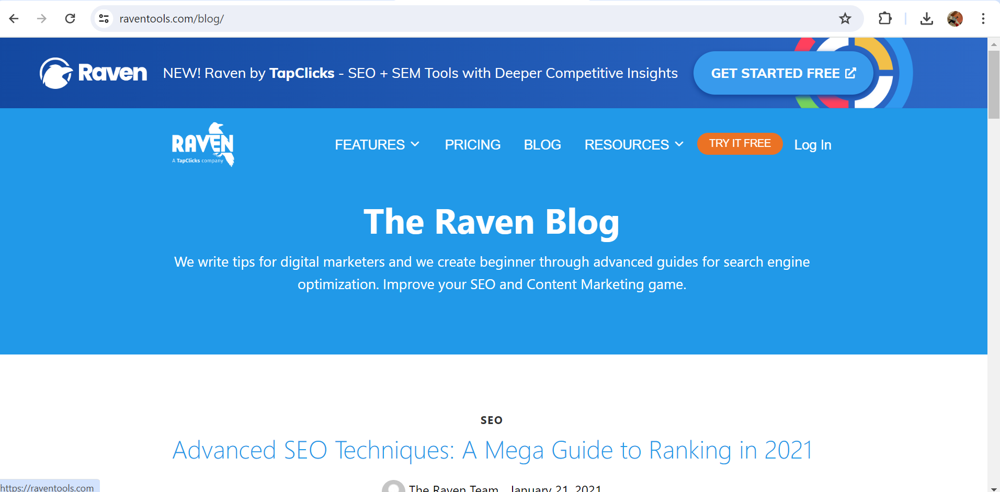 raventools.com/blog/
Raven NEW! Raven by TapClicks - SEO + SEM Tools with Deeper Competitive Insights GET STARTED FREE
RAVEN
A TapClicks company
FEATURES PRICING BLOG RESOURCES TRY IT FREE Log In
The Raven Blog
We write tips for digital marketers and we create beginner through advanced guides for search engine
optimization. Improve your SEO and Content Marketing game.
SEO
Advanced SEO Techniques: A Mega Guide to Ranking in 2021
The Raven Team January 21, 2021
https://raventools.com